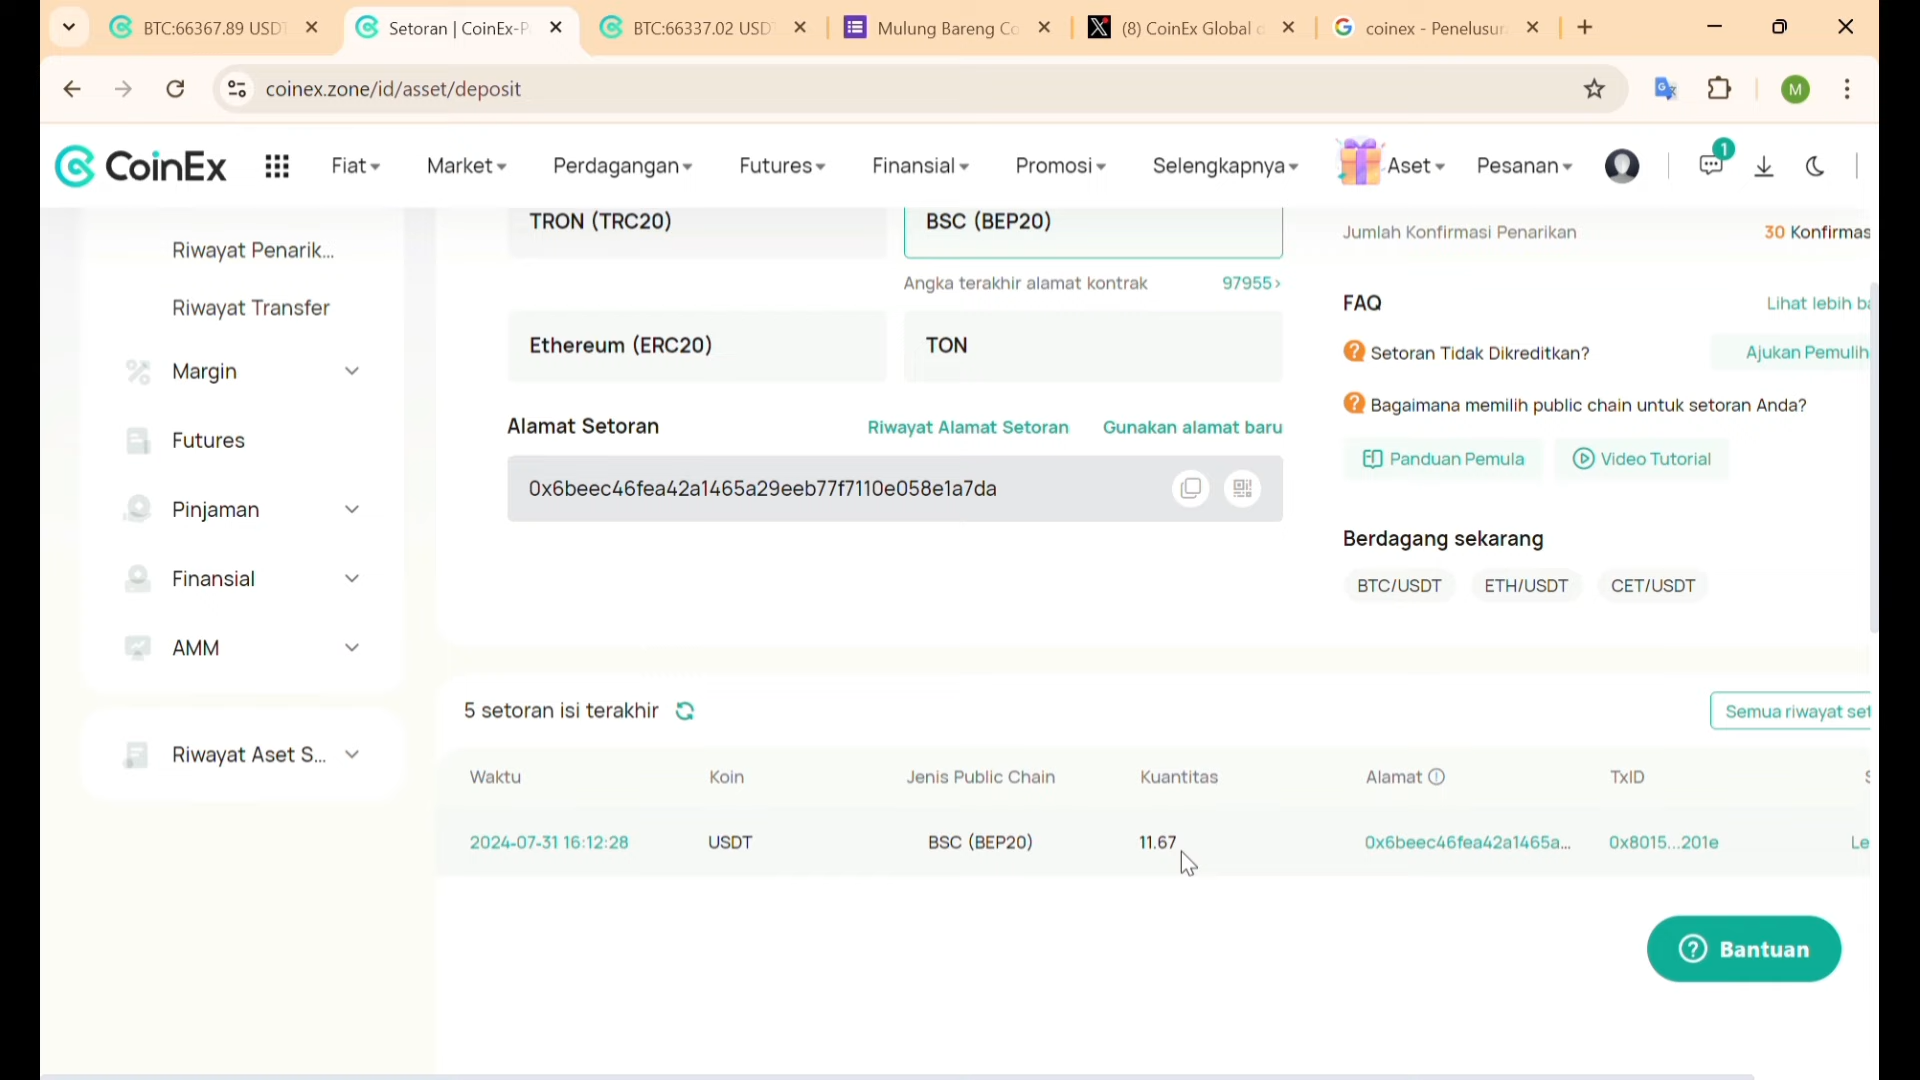 BTC:66367.89 USDT
Setoran | CoinEx-P
BTC:66337.02 USD
Mulung Bareng Co
(8) CoinEx Global
coinex - Penelusur
coinex.zone/id/asset/deposit
M
CoinEx
Fiat
Market
Perdagangan
Futures
Finansial
Promosi
Selengkapnya
Aset
Pesanan
1
Riwayat Penarik...
Riwayat Transfer
Margin
Futures
Pinjaman
Finansial
AMM
Riwayat Aset S...
TRON (TRC20)
BSC (BEP20)
Angka terakhir alamat kontrak
97955>
Ethereum (ERC20)
TON
Alamat Setoran
Riwayat Alamat Setoran
Gunakan alamat baru
0x6beec46fea42a1465a29eeb77f7110e058e1a7da
Jumlah Konfirmasi Penarikan
30 Konfirmas
FAQ
Lihat lebih ba
Setoran Tidak Dikreditkan?
Ajukan Pemulih
Bagaimana memilih public chain untuk setoran Anda?
Panduan Pemula
Video Tutorial
Berdagang sekarang
BTC/USDT
ETH/USDT
CET/USDT
5 setoran isi terakhir
Semua riwayat set
Waktu
Koin
Jenis Public Chain
Kuantitas
Alamat
TxID
2024-07-31 16:12:28
USDT
BSC (BEP20)
11.67
0x6beec46fea42a1465a...
0x8015...201e
Le
Bantuan